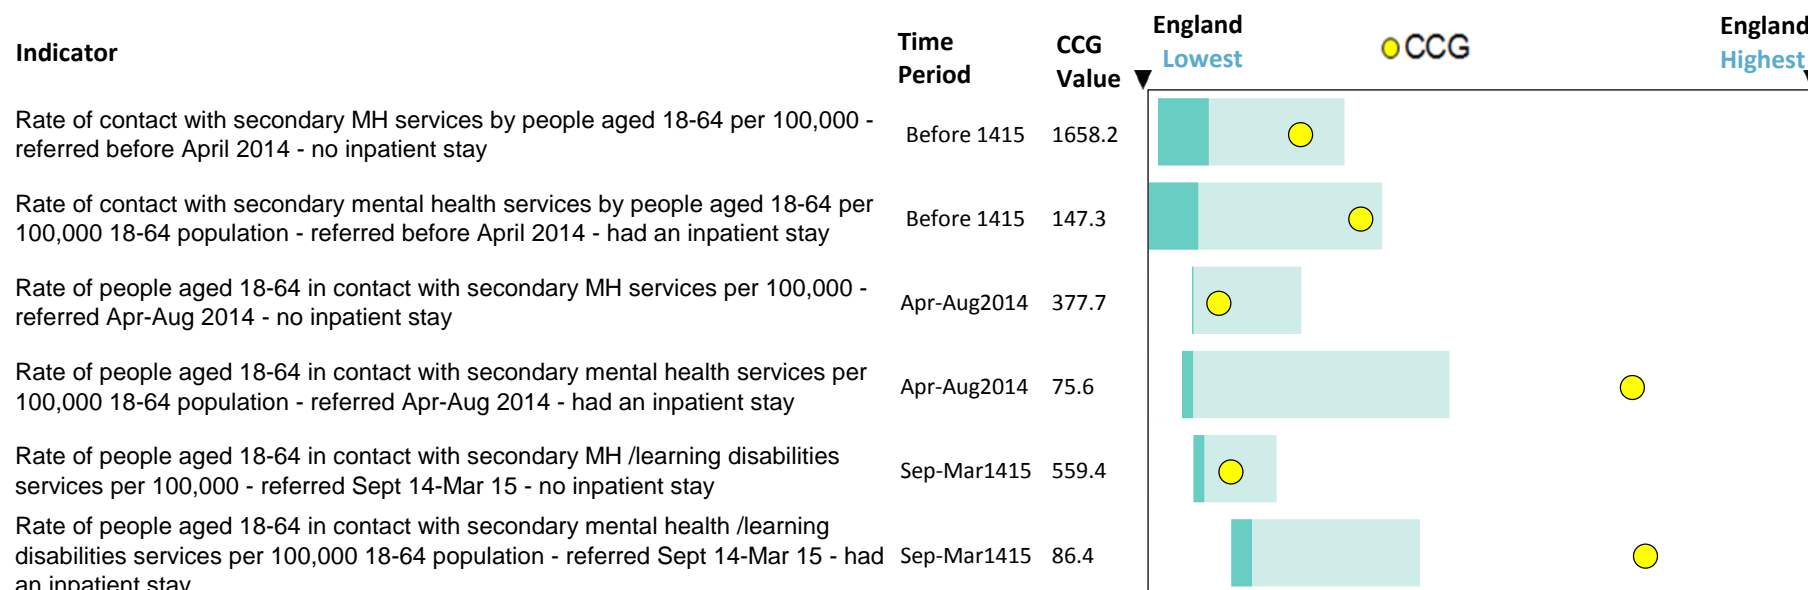 Indicator
Time Period
CCG Value
England Lowest
CCG
England Highest
Rate of contact with secondary MH services by people aged 18-64 per 100,000 -
referred before April 2014 - no inpatient stay
Before 1415
1658.2
Rate of contact with secondary mental health services by people aged 18-64 per
100,000 18-64 population - referred before April 2014 - had an inpatient stay
Before 1415
147.3
Rate of people aged 18-64 in contact with secondary MH services per 100,000 -
referred Apr-Aug 2014 - no inpatient stay
Apr-Aug2014
377.7
Rate of people aged 18-64 in contact with secondary mental health services per
100,000 18-64 population - referred Apr-Aug 2014 - had an inpatient stay
Apr-Aug2014
75.6
Rate of people aged 18-64 in contact with secondary MH /learning disabilities
services per 100,000 - referred Sept 14-Mar 15 - no inpatient stay
Sep-Mar1415
559.4
Rate of people aged 18-64 in contact with secondary mental health /learning
disabilities services per 100,000 18-64 population - referred Sept 14-Mar 15 - had
an inpatient stay
Sep-Mar1415
86.4